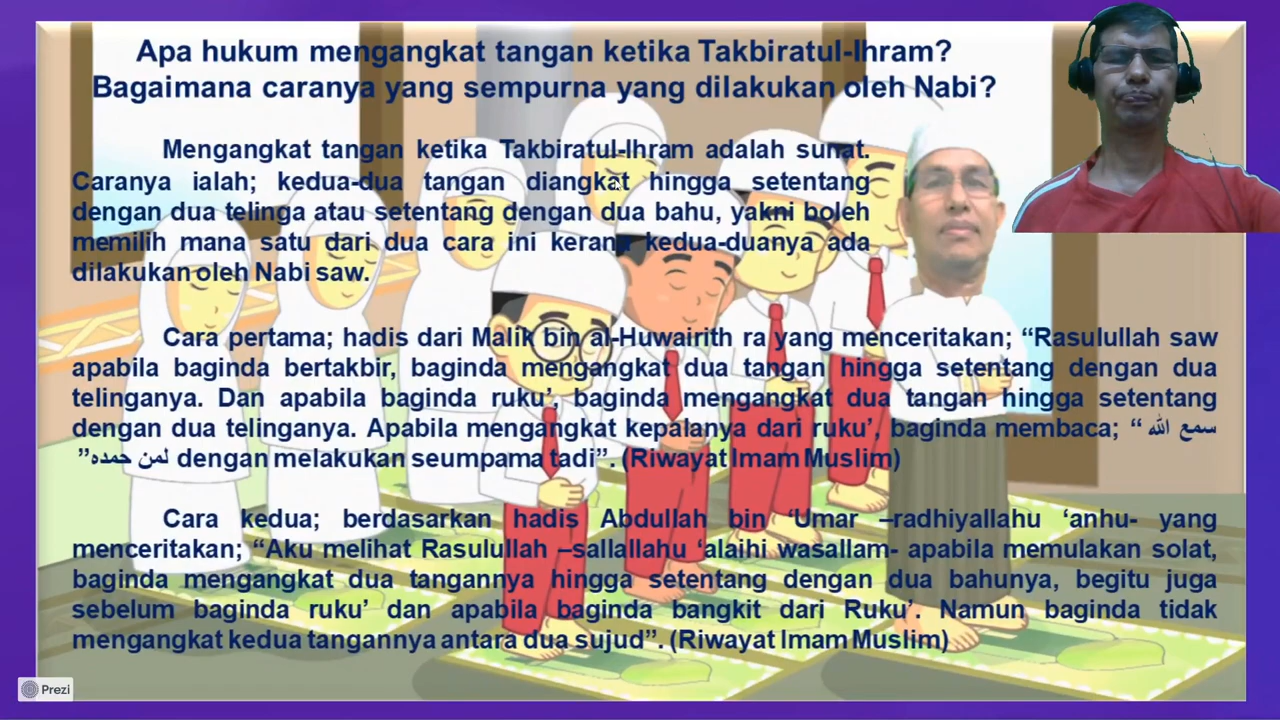 Apa hukum mengangkat tangan ketika Takbiratul-Ihram?
Bagaimana caranya yang sempurna yang dilakukan oleh Nabi?
Mengangkat tangan ketika Takbiratul-Ihram adalah sunat.
Caranya ialah; kedua-dua tangan diangkat hingga setentang
dengan dua telinga atau setentang dengan dua bahu, yakni boleh
memilih mana satu dari dua cara ini kerana kedua-duanya ada
dilakukan oleh Nabi saw.
Cara pertama; hadis dari Malik bin al-Huwairith ra yang menceritakan; “Rasulullah saw
apabila baginda bertakbir, baginda mengangkat dua tangan hingga setentang dengan dua
telinganya. Dan apabila baginda ruku’, baginda mengangkat dua tangan hingga setentang
dengan dua telinganya. Apabila mengangkat kepalanya dari ruku’, baginda membaca; “ سمع الله
لمن حمده” dengan melakukan seumpama tadi”. (Riwayat Imam Muslim)
Cara kedua; berdasarkan hadis Abdullah bin ‘Umar –radhiyallahu ‘anhu- yang
menceritakan; “Aku melihat Rasulullah –sallallahu ‘alaihi wasallam- apabila memulakan solat,
baginda mengangkat dua tangannya hingga setentang dengan dua bahunya, begitu juga
sebelum baginda ruku’ dan apabila baginda bangkit dari Ruku’. Namun baginda tidak
mengangkat kedua tangannya antara dua sujud”. (Riwayat Imam Muslim)
Prezi